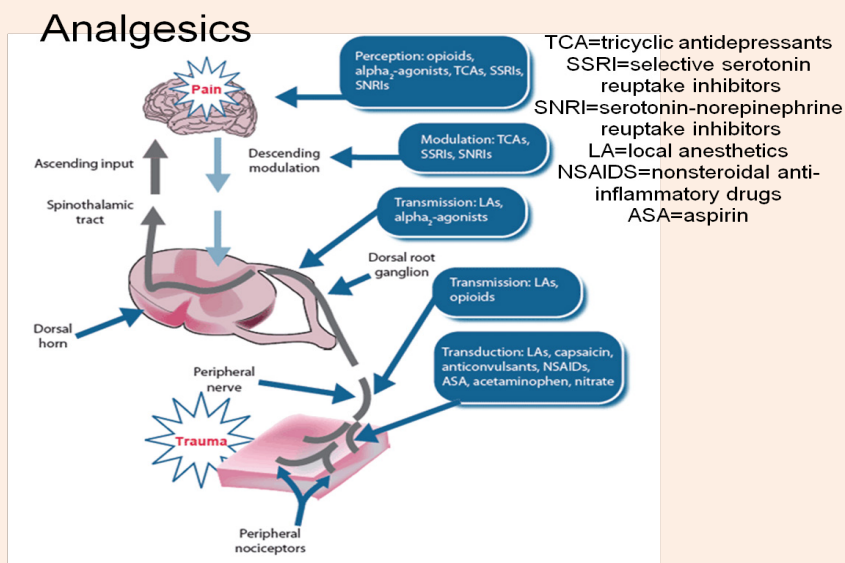 Analgesics
TCA=tricyclic antidepressants
SSRI=selective serotonin
reuptake inhibitors
SNRI=serotonin-norepinephrine
reuptake inhibitors
LA=local anesthetics
NSAIDS=nonsteroidal anti-
inflammatory drugs
ASA=aspirin
Perception: opioids,
alpha₂-agonists, TCAs, SSRIs,
SNRIs
Pain
Modulation: TCAs,
SSRIs, SNRIs
Descending
modulation
Ascending input
Spinothalamic
tract
Transmission: LAs,
alpha₂-agonists
Dorsal root
ganglion
Transmission: LAs,
opioids
Dorsal
horn
Transduction: LAs, capsaicin,
anticonvulsants, NSAIDs,
ASA, acetaminophen, nitrate
Peripheral
nerve
Trauma
Peripheral
nociceptors